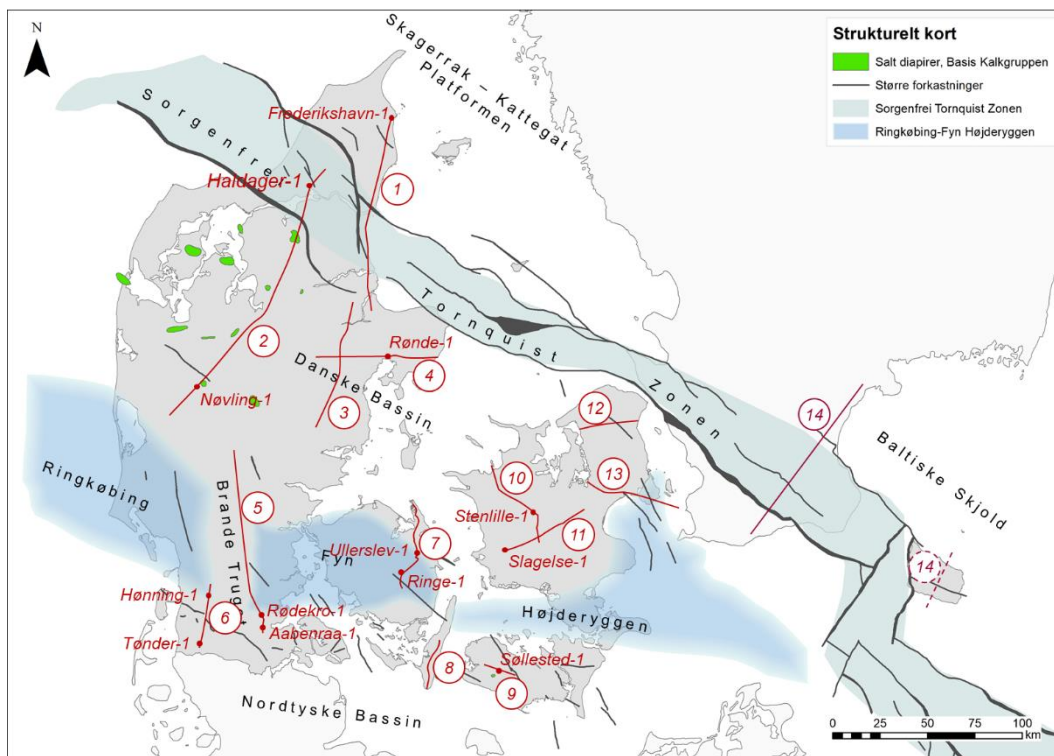 N
Skagerrak – Kattegat
Platformen
Strukturelt kort
Salt diapirer, Basis Kalkgruppen
Større forkastninger
Sorgenfrei Tornquist Zonen
Ringkøbing-Fyn Højderyggen
Sorgenfrei
Frederikshavn-1
Haldager-1
1
2
Rønde-1
4
Tornquist
Danske Bassin
3
Nøvling-1
Zonen
12
14
Baltiske Skjold
13
10
Ringkøbing
Brande Trug
5
Stenlille-1
11
Ullerslev-1
7
Fyn
Slagelse-1
Ringe-1
14
Hønning-1
Rødekro-1
Højderyggen
6
Aabenraa-1
Tønder-1
8
Søllested-1
9
Nordtyske Bassin
0 25 50 75 100
km